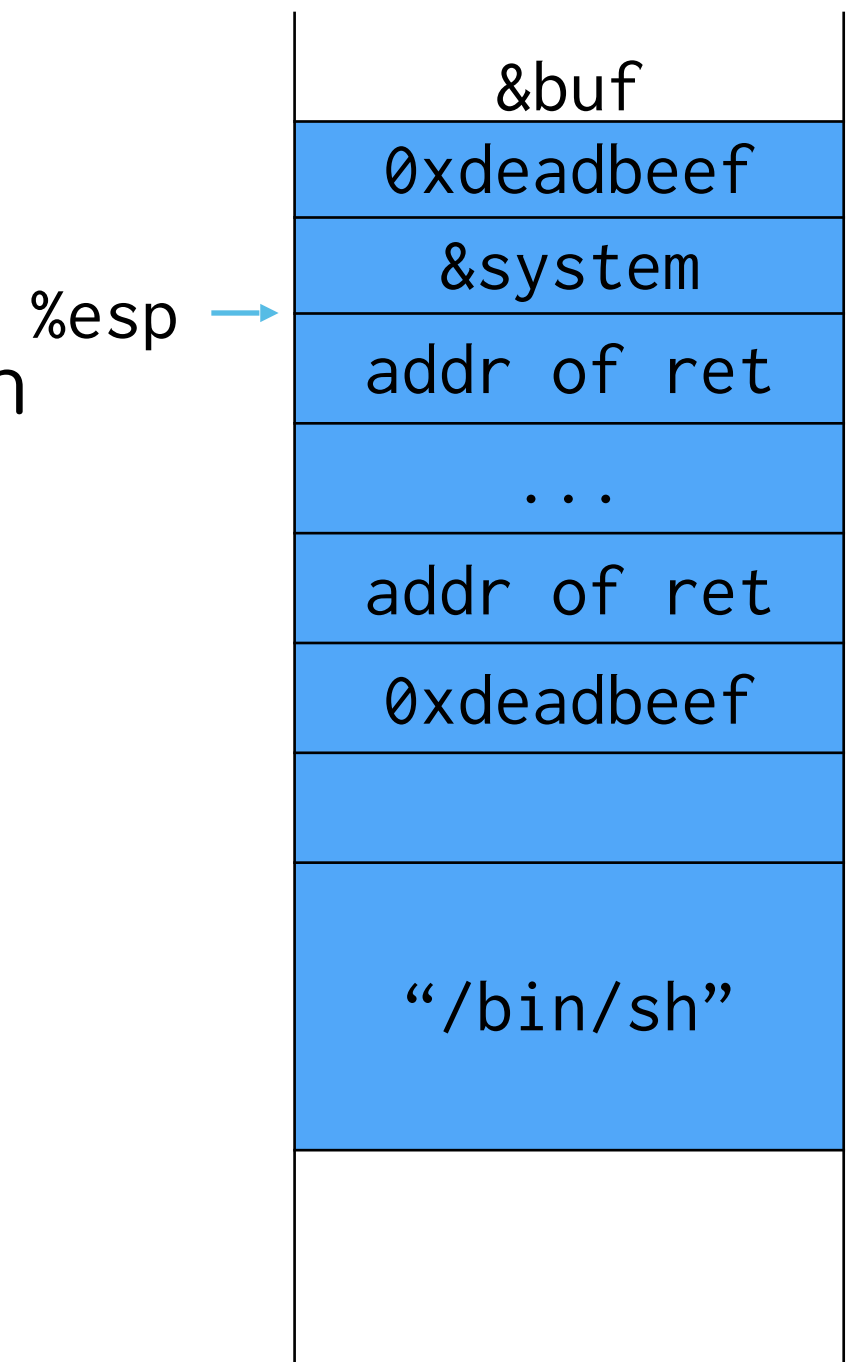 &buf
0xdeadbeef
&system
%esp
addr of ret
n
...
addr of ret
0xdeadbeef
“/bin/sh”